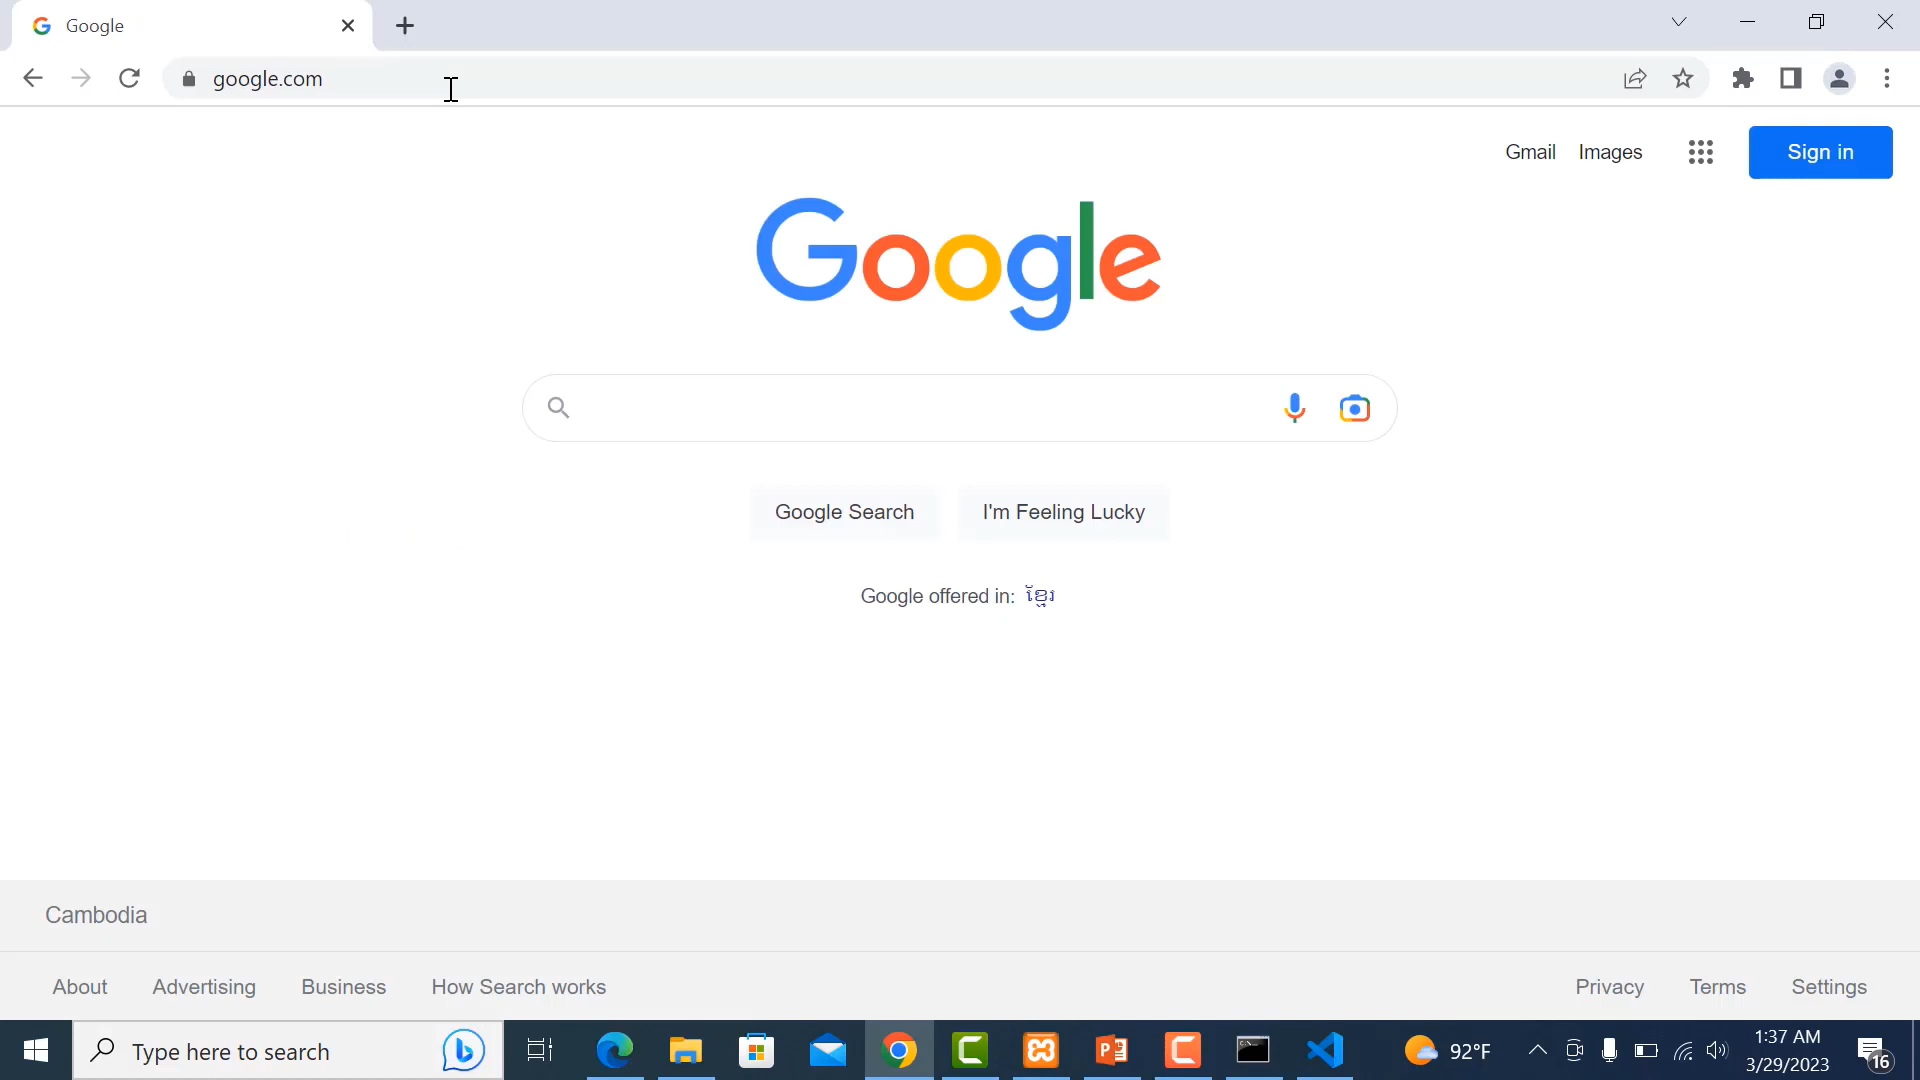 Google
google.com
Gmail Images Sign in
Google
Google Search I'm Feeling Lucky
Google offered in: ខ្មែរ
Cambodia
About Advertising Business How Search works Privacy Terms Settings
Type here to search 92°F 1:37 AM
3/29/2023 16